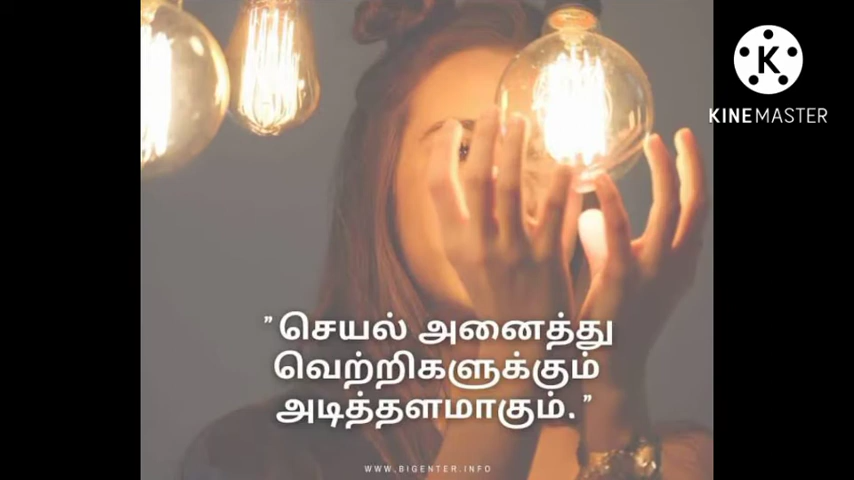 KINEMASTER
"செயல் அனைத்து
வெற்றிகளுக்கும்
அடித்தளமாகும்."
WWW.BIGENTER.INFO